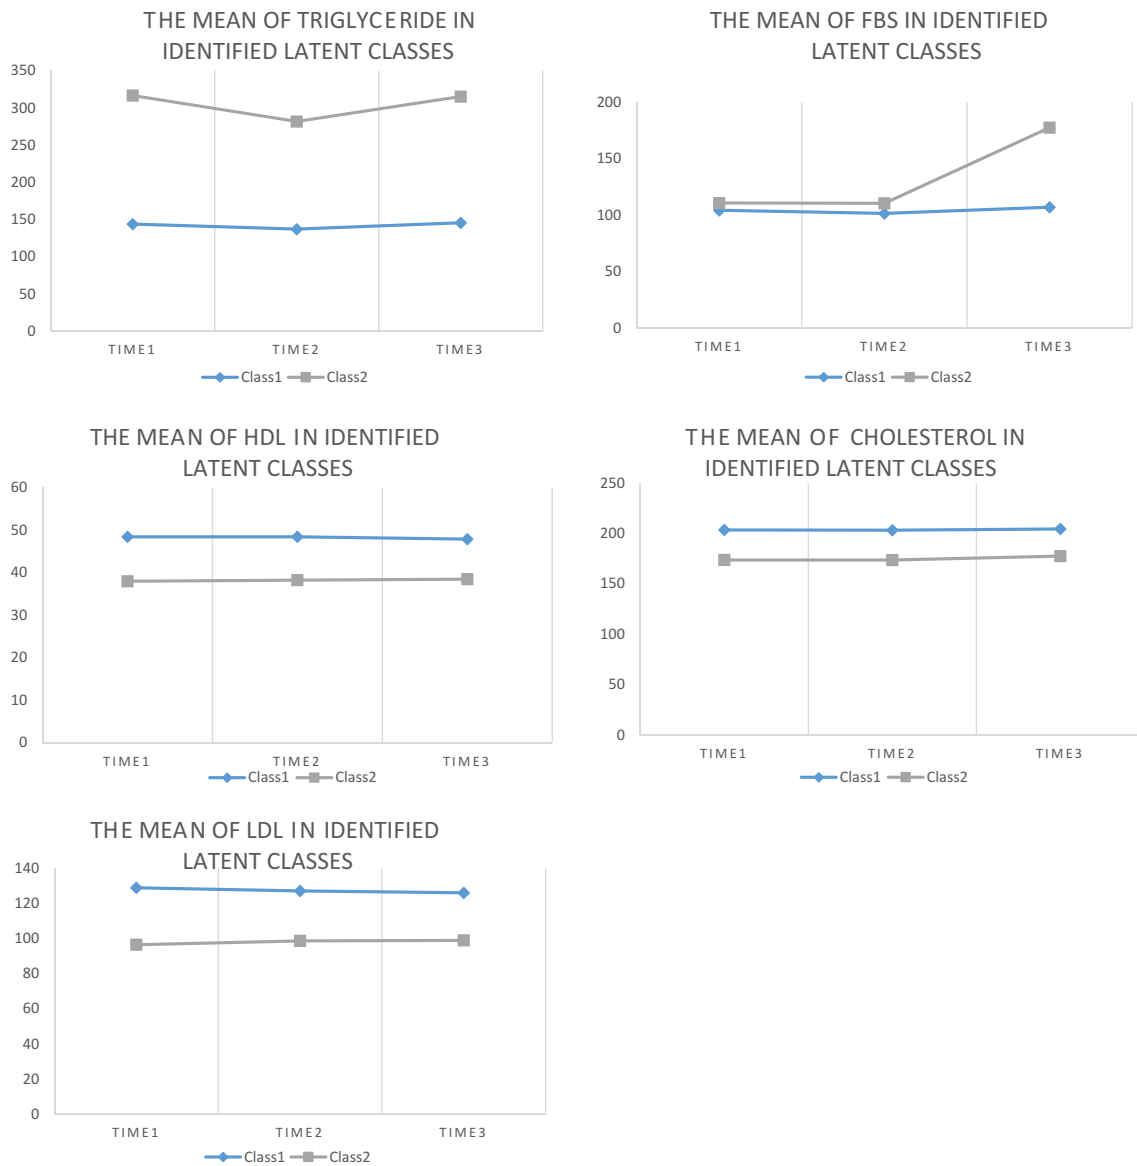 THE MEAN OF TRIGLYCERIDE IN
IDENTIFIED LATENT CLASSES
350
300
250
200
150
100
50
0
TIME1
TIME2
TIME3
Class1
Class2
THE MEAN OF FBS IN IDENTIFIED
LATENT CLASSES
200
150
100
50
0
TIME1
TIME2
TIME3
Class1
Class2
THE MEAN OF HDL IN IDENTIFIED
LATENT CLASSES
60
50
40
30
20
10
0
TIME1
TIME2
TIME3
Class1
Class2
THE MEAN OF CHOLESTEROL IN
IDENTIFIED LATENT CLASSES
250
200
150
100
50
0
TIME1
TIME2
TIME3
Class1
Class2
THE MEAN OF LDL IN IDENTIFIED
LATENT CLASSES
140
120
100
80
60
40
20
0
TIME1
TIME2
TIME3
Class1
Class2